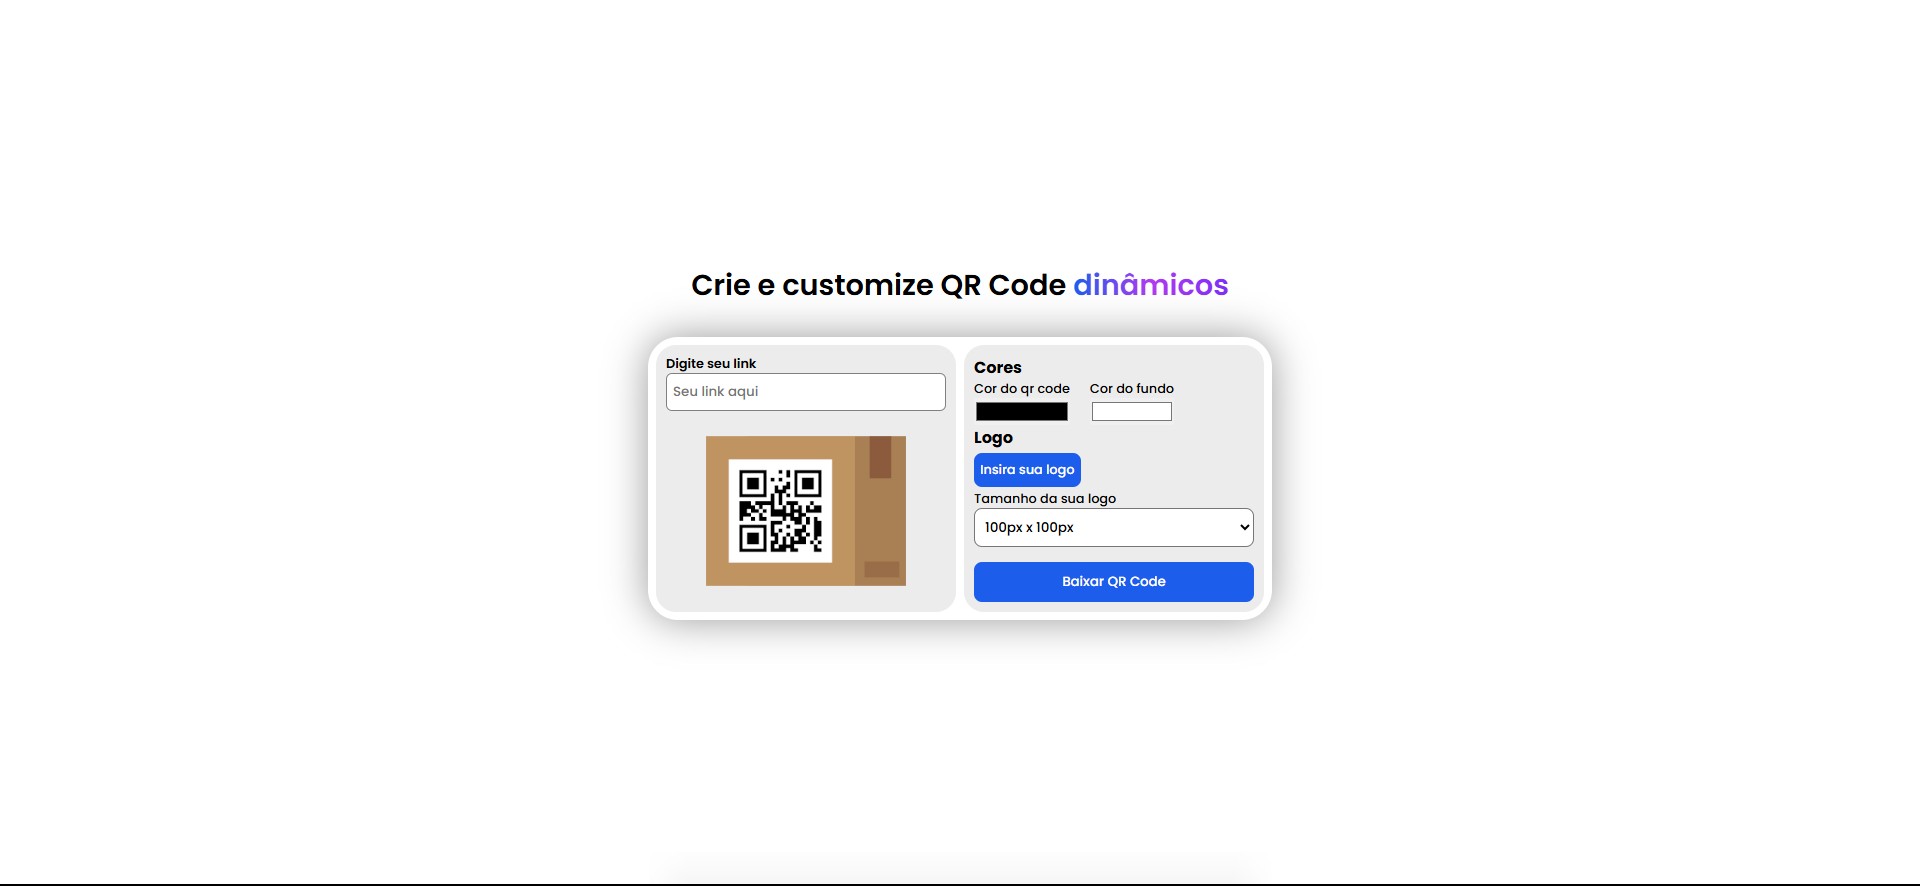 Crie e customize QR Code dinâmicos
Digite seu link
Seu link aqui
Cores
Cor do qr code
Cor do fundo
Logo
Insira sua logo
Tamanho da sua logo
100px x 100px
Baixar QR Code